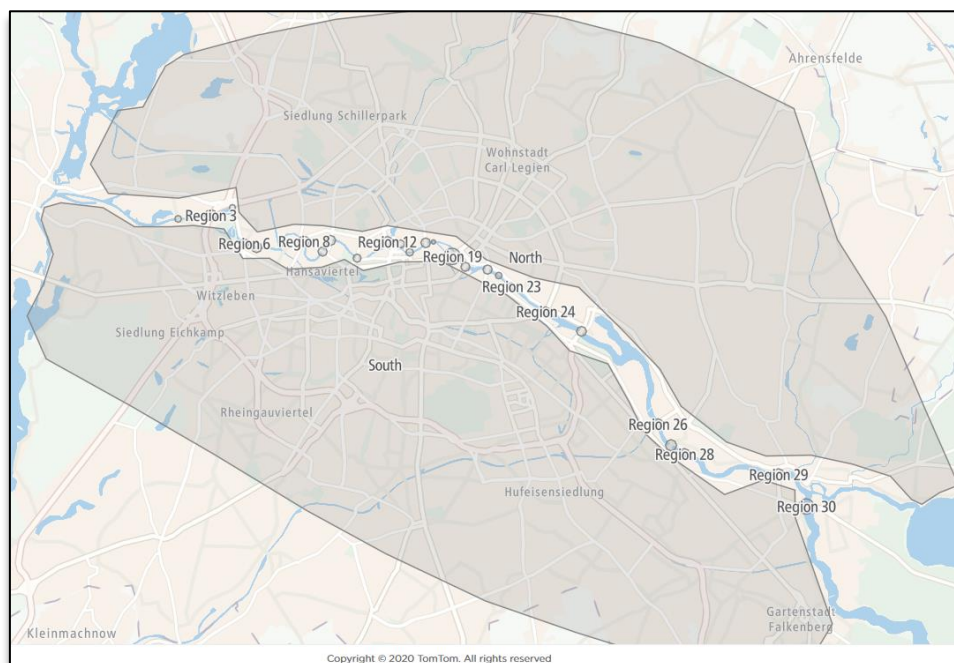 Ahrensfelde
Siedlung Schillerpark
Wohnstadt
Carl Legien
Region 3
Region 6
Region 8
Region 12
Hansaviertel
Region 19
North
Region 23
Witzleben
Region 24
Siedlung Eichkamp
South
Rheingauviertel
Region 26
Region 28
Region 29
Hufeisensiedlung
Region 30
Gartenstadt
Falkenberg
Kleinmachnow
Copyright © 2020 TomTom. All rights reserved